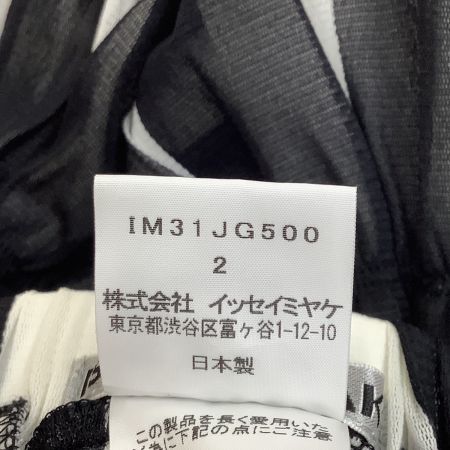 IM31JG500
2
株式会社 イッセイミヤケ
東京都渋谷区富ヶ谷1-12-10
日本製
この製品を長く愛用いた
為に下記の点にご注意